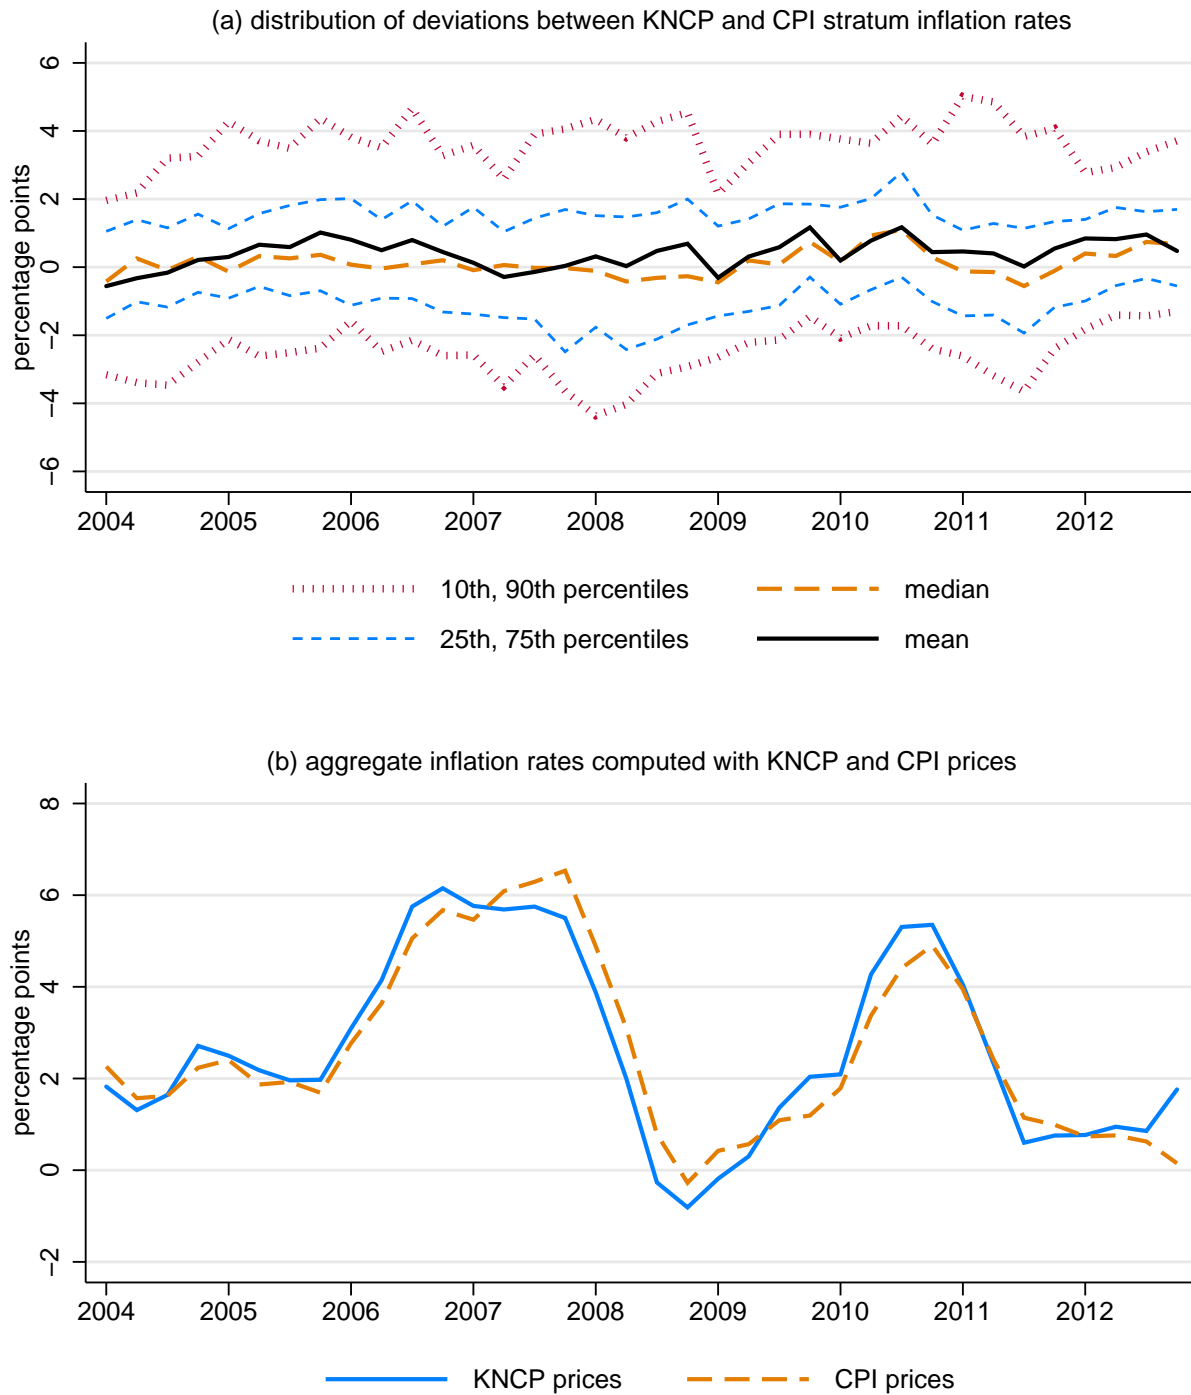 (a) distribution of deviations between KNCP and CPI stratum inflation rates
percentage points
6
4
2
0
−2
−4
−6
2004 2005 2006 2007 2008 2009 2010 2011 2012
10th, 90th percentiles median
25th, 75th percentiles mean
(b) aggregate inflation rates computed with KNCP and CPI prices
percentage points
8
6
4
2
0
−2
2004 2005 2006 2007 2008 2009 2010 2011 2012
KNCP prices CPI prices